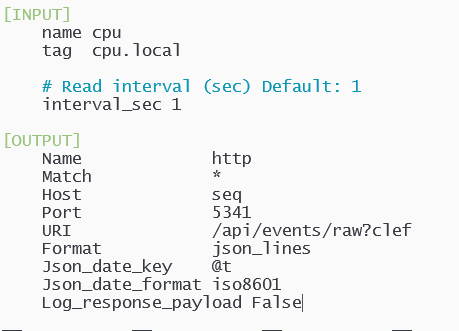 [INPUT]
    name cpu
    tag  cpu.local

    # Read interval (sec) Default: 1
    interval_sec 1

[OUTPUT]
    Name             http
    Match            *
    Host             seq
    Port             5341
    URI              /api/events/raw?clef
    Format           json_lines
    Json_date_key    @t
    Json_date_format iso8601
    Log_response_payload False